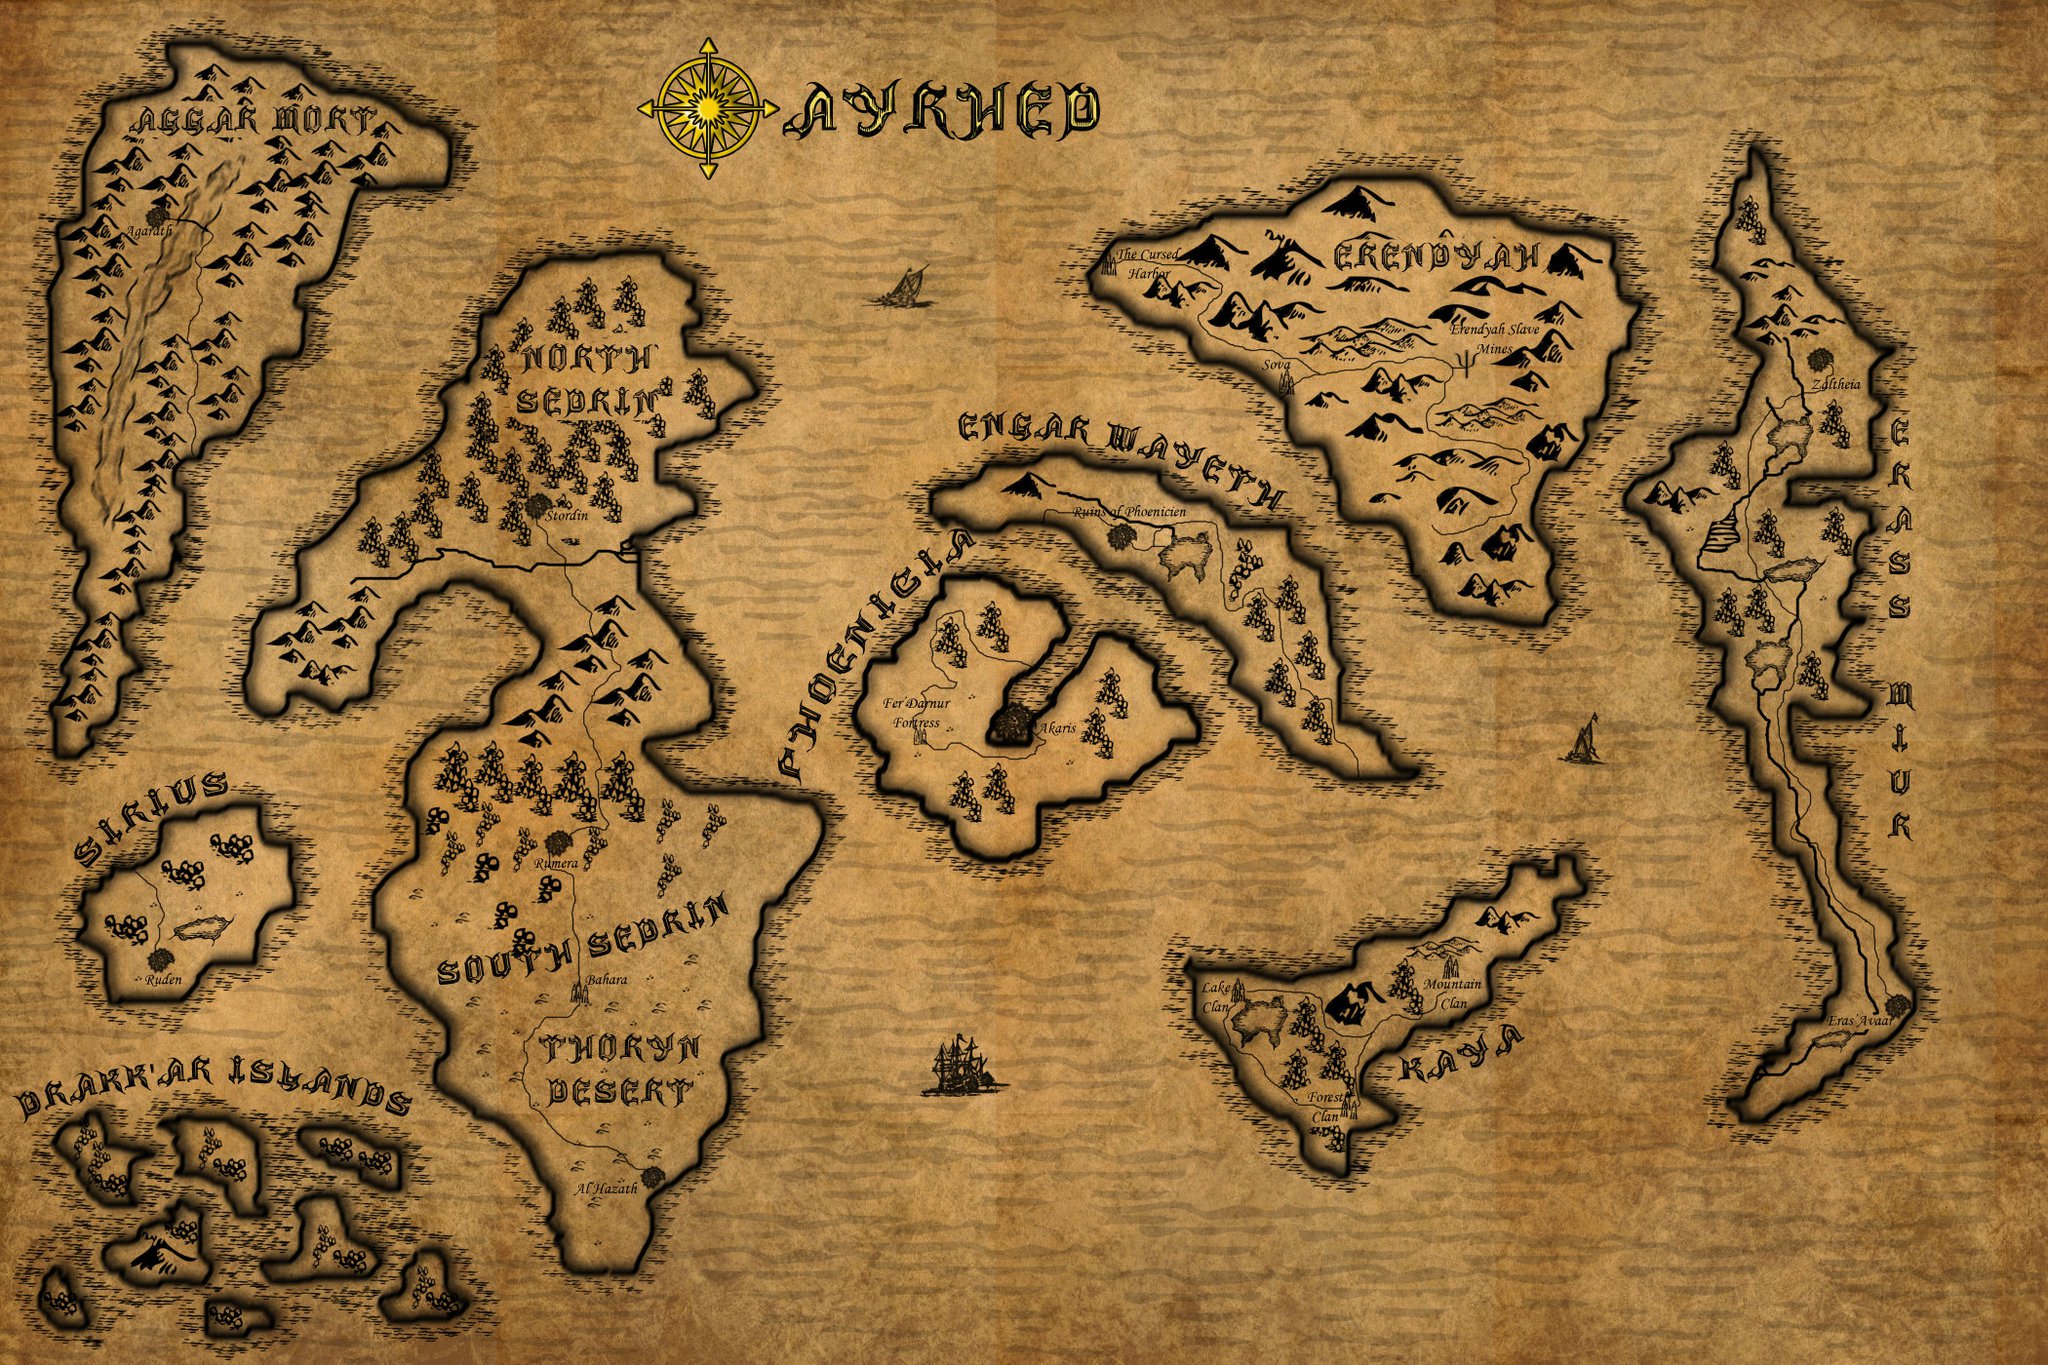 AYRHED
AGGAR MORT
Agarath
NORTH
SEDRIN
Stordin
ERENDYAH
The Cursed
Harbor
Erendyah Slave
Mines
Sova
Zaltheia
ERASS MIUR
Eras'Avaar
ENGAR WAYETH
Ruins of Phoenicien
PHOENICIA
Fer'Darnur
Fortress
Akaris
SIRIUS
Ruden
Rumera
SOUTH SEDRIN
Bahara
THORYN
DESERT
Al Hazath
DRAKK'AR ISLANDS
Lake
Clan
Mountain
Clan
KAYA
Forest
Clan